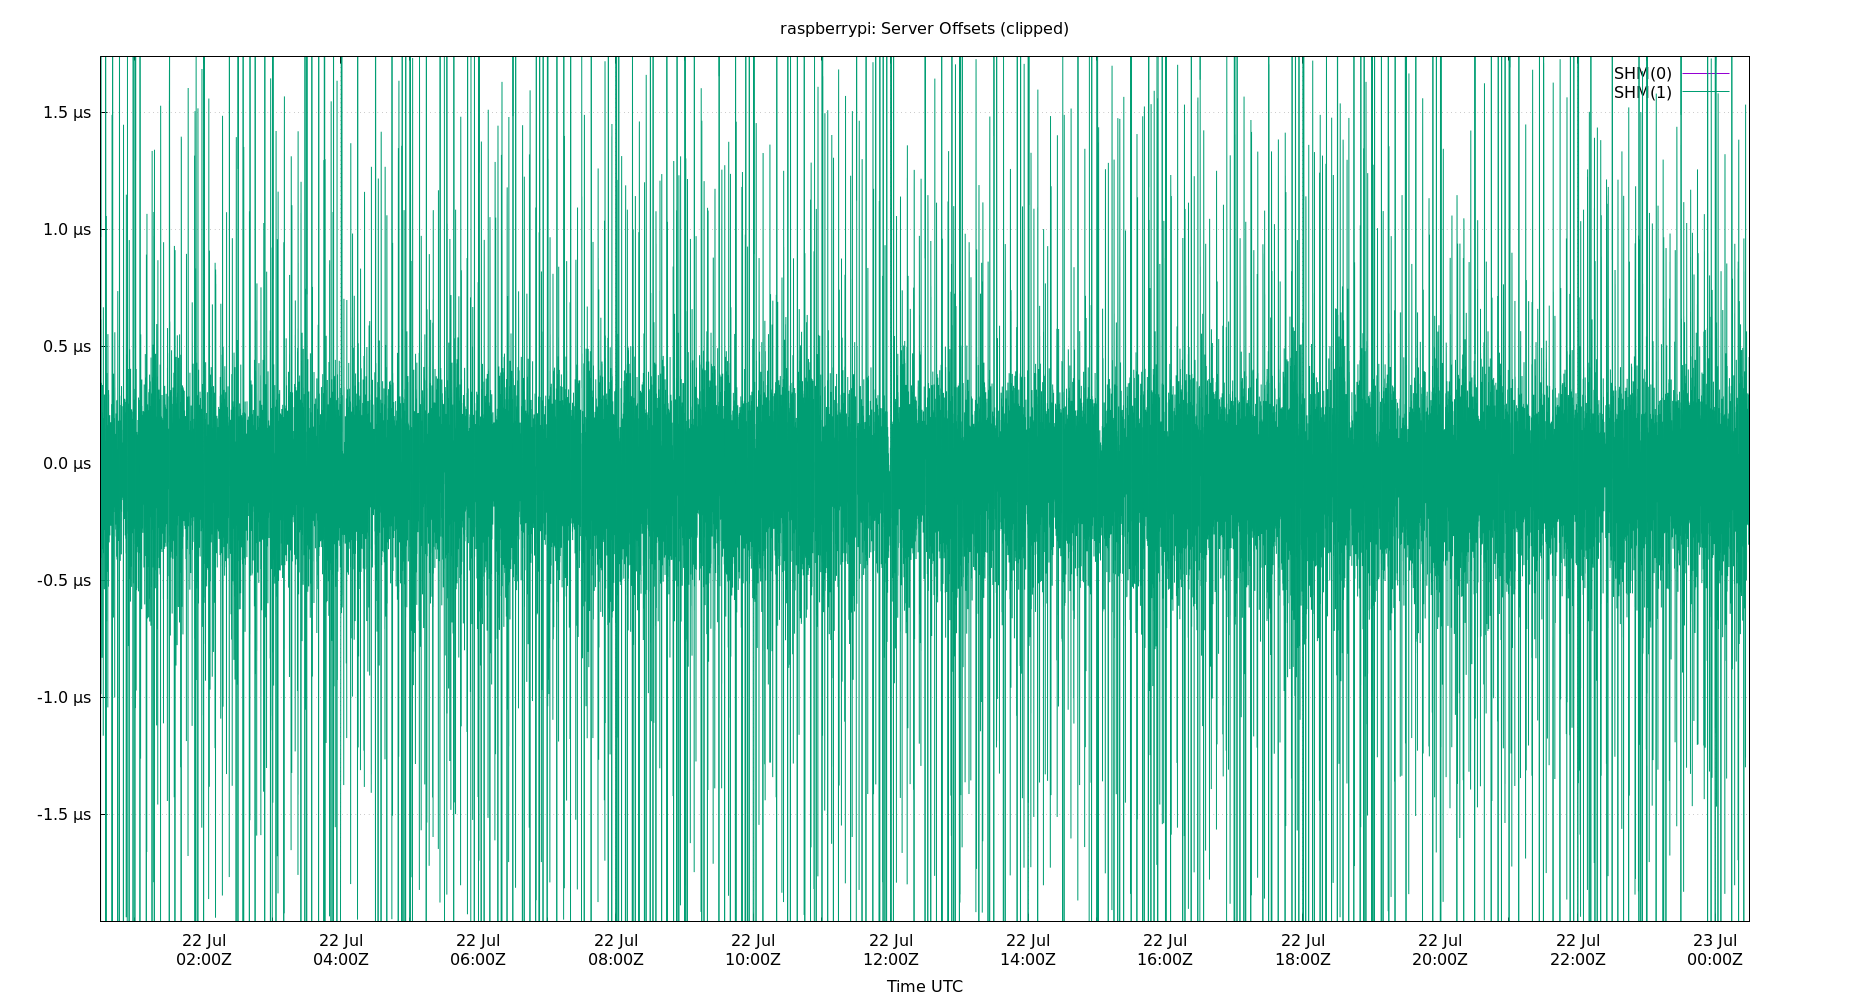 raspberrypi: Server Offsets (clipped)
SHM(0)
SHM(1)
1.5 µs
1.0 µs
0.5 µs
0.0 µs
-0.5 µs
-1.0 µs
-1.5 µs
22 Jul 22 Jul 22 Jul 22 Jul 22 Jul 22 Jul 22 Jul 22 Jul 22 Jul 22 Jul 22 Jul 23 Jul
02:00Z 04:00Z 06:00Z 08:00Z 10:00Z 12:00Z 14:00Z 16:00Z 18:00Z 20:00Z 22:00Z 00:00Z
Time UTC